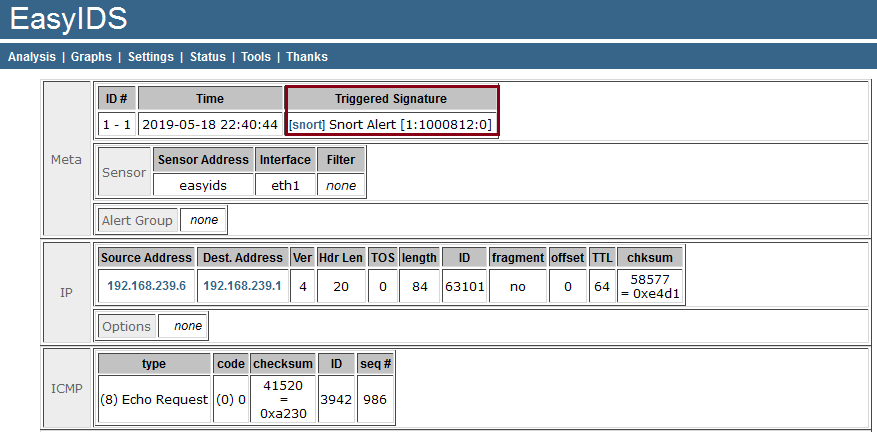 EasyIDS
Analysis | Graphs | Settings | Status | Tools | Thanks
Meta
ID # Time Triggered Signature
1 - 1 2019-05-18 22:40:44 [snort] Snort Alert [1:1000812:0]
Sensor
Sensor Address Interface Filter
easyids eth1 none
Alert Group none
IP
Source Address Dest. Address Ver Hdr Len TOS length ID fragment offset TTL chksum
192.168.239.6 192.168.239.1 4 20 0 84 63101 no 0 64 58577
= 0xe4d1
Options none
ICMP
type code checksum ID seq #
(8) Echo Request (0) 0 41520 3942 986
=
0xa230